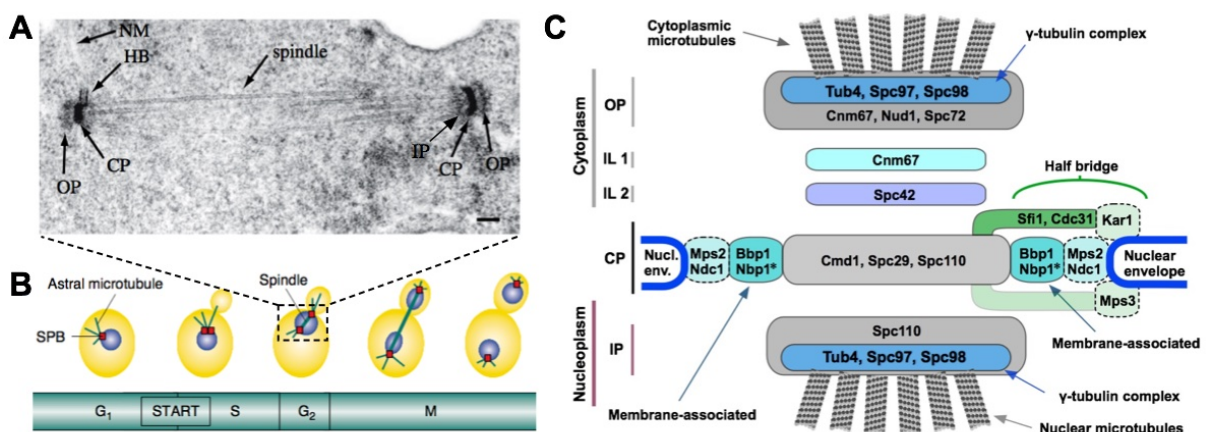 A
NM
HB
spindle
OP
CP
IP
CP
OP
B
Astral microtubule
SPB
Spindle
G1
START
S
G2
M
C
Cytoplasmic
microtubules
γ-tubulin complex
Cytoplasm
OP
Tub4, Spc97, Spc98
Cnm67, Nud1, Spc72
IL 1
Cnm67
IL 2
Spc42
Half bridge
Sfi1, Cdc31
Kar1
CP
Nucl.
env.
Mps2
Ndc1
Bbp1
Nbp1*
Cmd1, Spc29, Spc110
Bbp1
Nbp1*
Mps2
Ndc1
Nuclear
envelope
Mps3
Nucleoplasm
IP
Spc110
Tub4, Spc97, Spc98
Membrane-associated
Membrane-associated
γ-tubulin complex
Nuclear microtubules